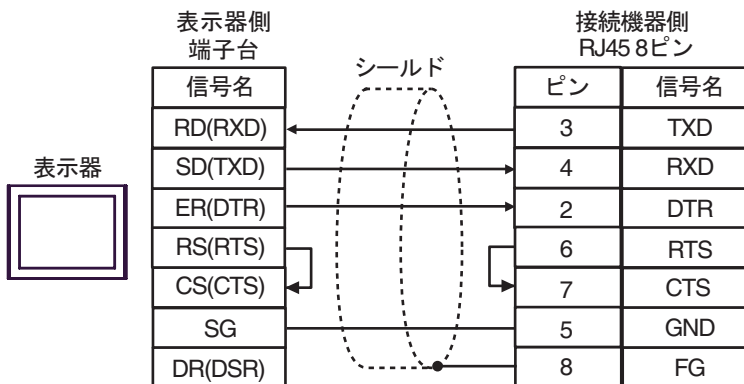 表示器側
端子台
接続機器側
RJ45 8ピン
シールド
信号名
ピン
信号名
RD(RXD)
3
TXD
表示器
SD(TXD)
4
RXD
ER(DTR)
2
DTR
RS(RTS)
6
RTS
CS(CTS)
7
CTS
SG
5
GND
DR(DSR)
8
FG